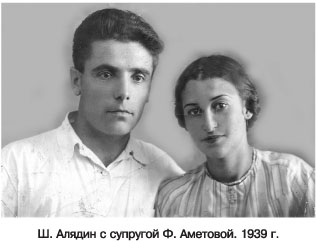 Ш. Алядин с супругой Ф. Аметовой. 1939 г.